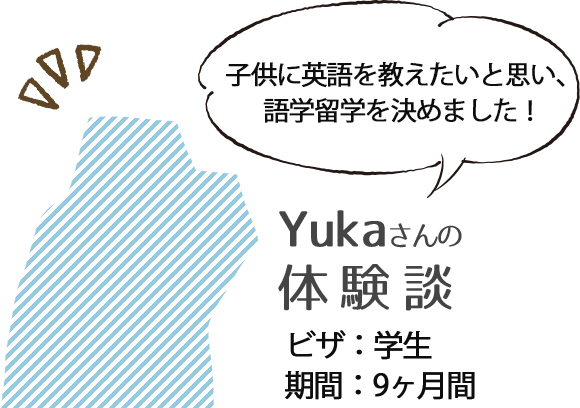 子供に英語を教えたいと思い、
語学留学を決めました！
Yukaさんの
体験談
ビザ：学生
期間：9ヶ月間